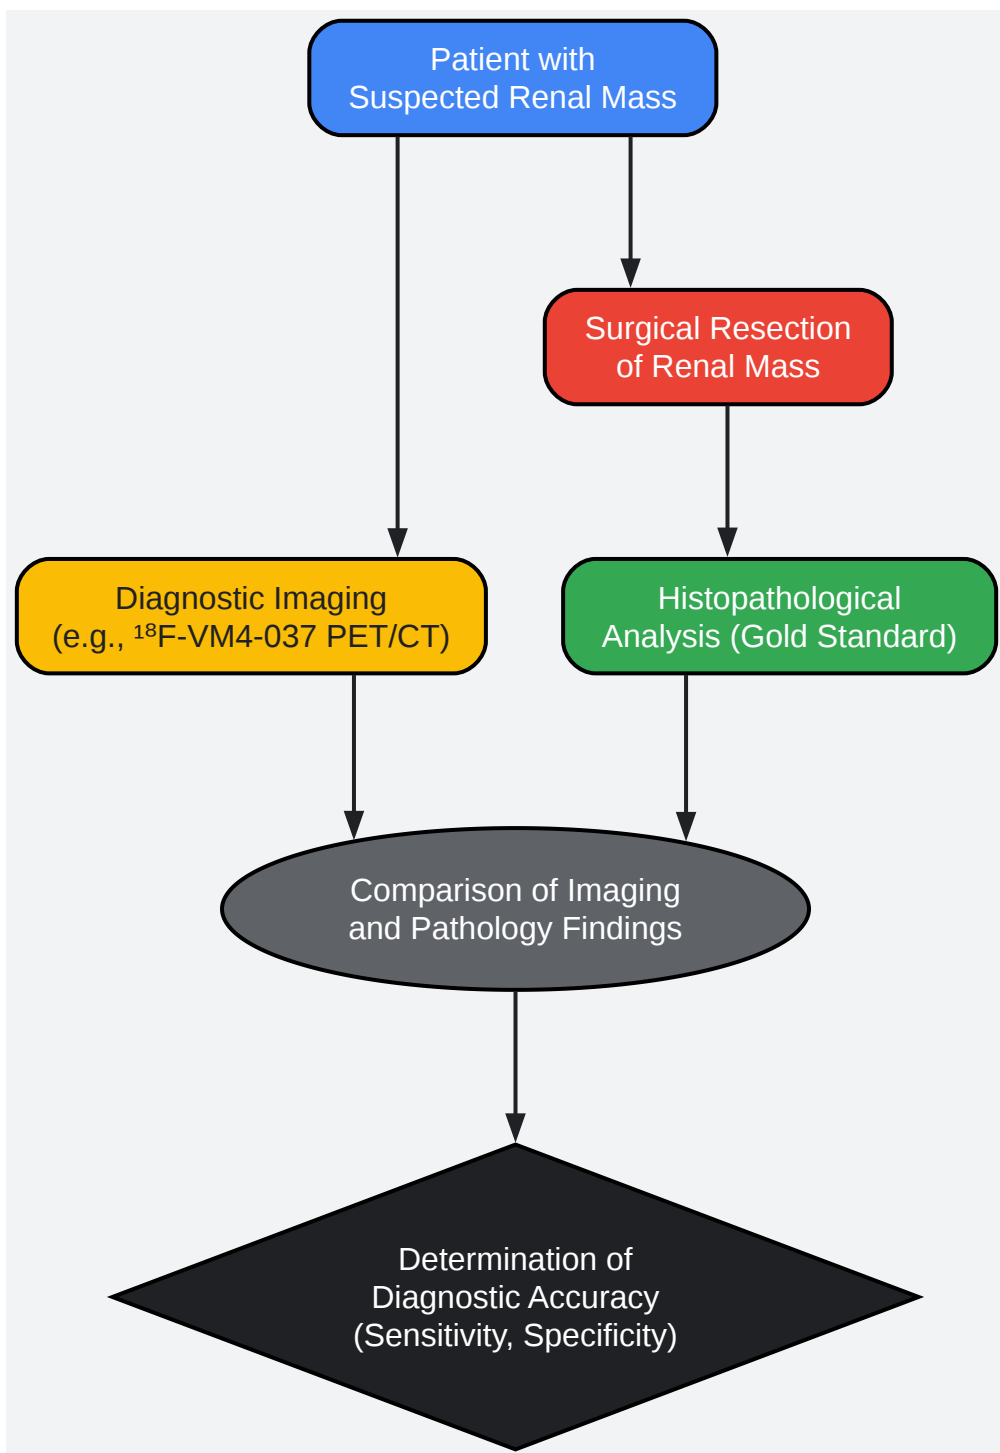 Patient with
Suspected Renal Mass
Surgical Resection
of Renal Mass
Diagnostic Imaging
(e.g., ¹⁸F-VM4-037 PET/CT)
Histopathological
Analysis (Gold Standard)
Comparison of Imaging
and Pathology Findings
Determination of
Diagnostic Accuracy
(Sensitivity, Specificity)